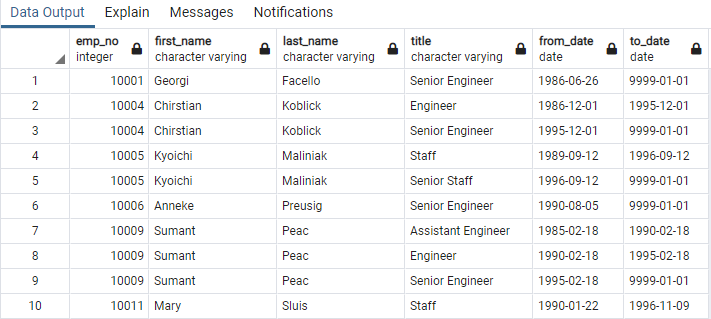 Data Output Explain Messages Notifications
emp_no first_name last_name title from_date to_date
integer character varying character varying character varying date date
1 10001 Georgi Facello Senior Engineer 1986-06-26 9999-01-01
2 10004 Chirstian Koblick Engineer 1986-12-01 1995-12-01
3 10004 Chirstian Koblick Senior Engineer 1995-12-01 9999-01-01
4 10005 Kyoichi Maliniak Staff 1989-09-12 1996-09-12
5 10005 Kyoichi Maliniak Senior Staff 1996-09-12 9999-01-01
6 10006 Anneke Preusig Senior Engineer 1990-08-05 9999-01-01
7 10009 Sumant Peac Assistant Engineer 1985-02-18 1990-02-18
8 10009 Sumant Peac Engineer 1990-02-18 1995-02-18
9 10009 Sumant Peac Senior Engineer 1995-02-18 9999-01-01
10 10011 Mary Sluis Staff 1990-01-22 1996-11-09